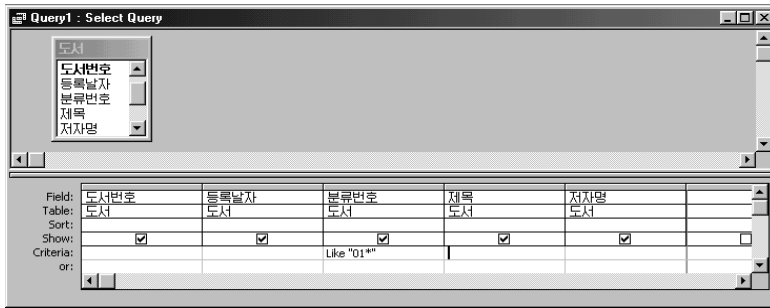 Query1 : Select Query
도서
도서번호
등록날자
분류번호
제목
저자명
Field: 도서번호 등록날자 분류번호 제목 저자명
Table: 도서 도서 도서 도서 도서
Sort:
Show:
Criteria: Like "01*"
or: